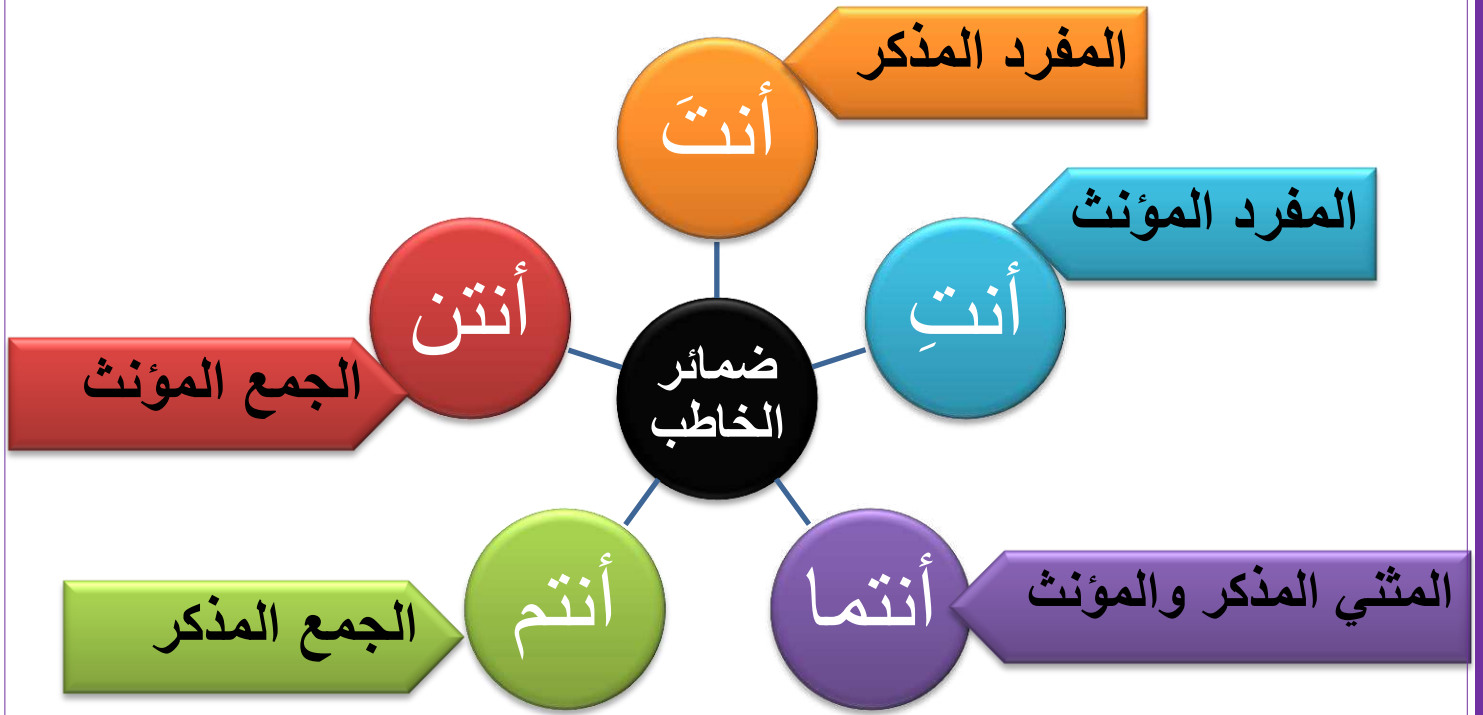 المفرد المذكر
أنتَ
المفرد المؤنث
أنتِ
أنتن
الجمع المؤنث
ضمائر
الخاطب
المثني المذكر والمؤنث
أنتما
أنتم
الجمع المذكر